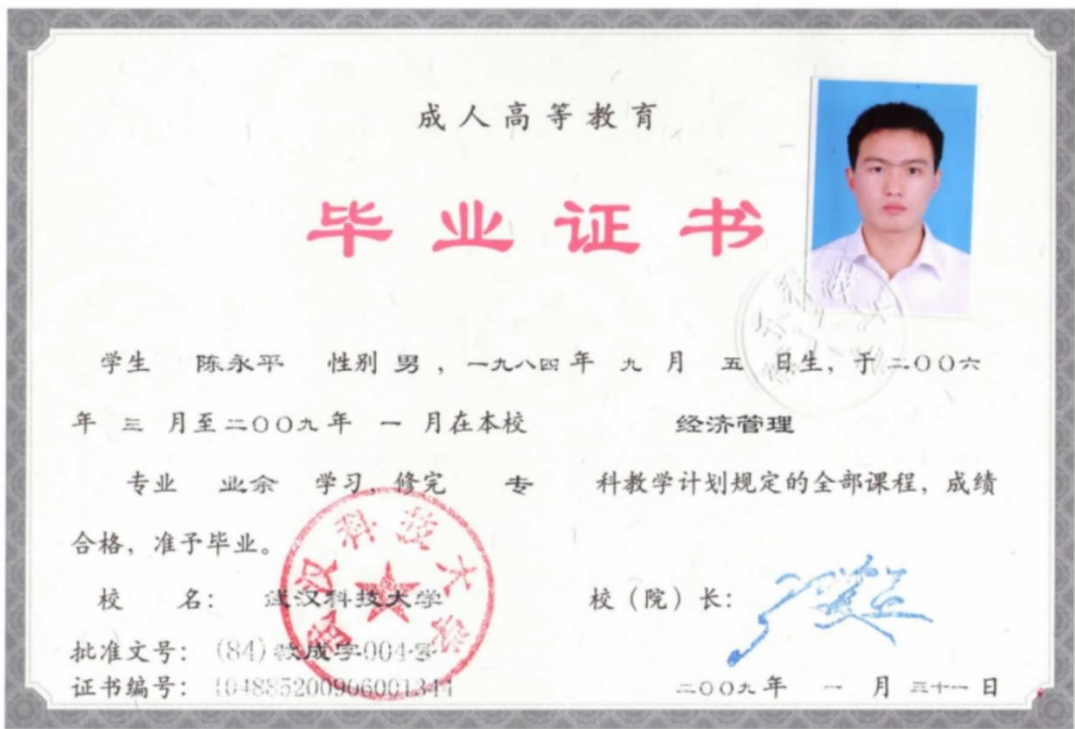 成人高等教育
毕业证书
学生 陈永平 性别 男，一九八四年 九 月 五 日生，于二〇〇六
年 三 月至二〇〇九年 一 月在本校 经济管理
专业 业余 学习，修完 专 科教学计划规定的全部课程，成绩
合格，准予毕业。
校 名： 武汉科技大学 校（院）长：
批准文号： (84)教成字004号
证书编号： 104885200906001344
二〇〇九年 一 月 三十一 日
武汉科技大学